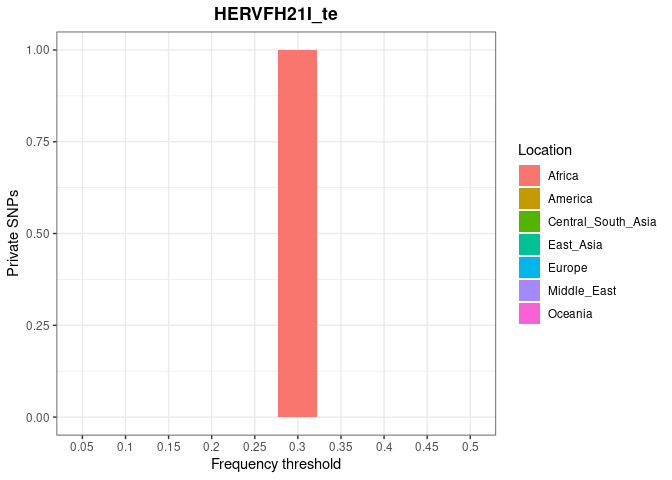 HERVFH21I_te
1.00
0.75
0.50
0.25
0.00
Private SNPs
0.05 0.1 0.15 0.2 0.25 0.3 0.35 0.4 0.45 0.5
Frequency threshold
Location
Africa
America
Central_South_Asia
East_Asia
Europe
Middle_East
Oceania